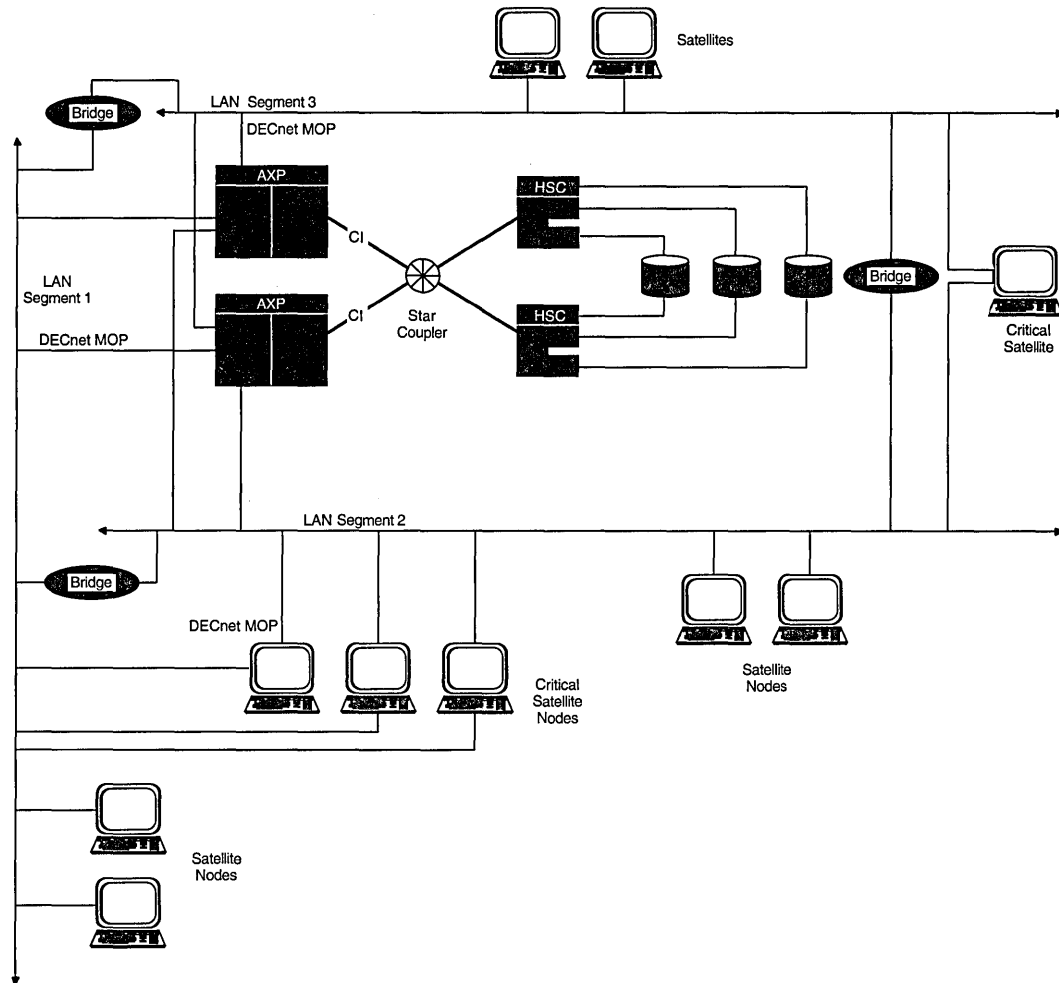 Satellites
LAN Segment 3
Bridge
DECnet MOP
AXP
HSC
CI
LAN
Segment 1
Bridge
Star
Coupler
AXP
CI
HSC
Critical
Satellite
DECnet MOP
LAN Segment 2
Bridge
DECnet MOP
Satellite
Nodes
Critical
Satellite
Nodes
Satellite
Nodes